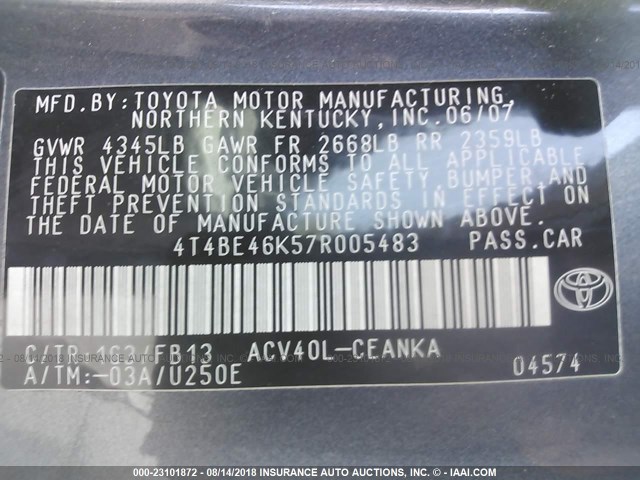 MFD.BY:TOYOTA MOTOR MANUFACTURING,
NORTHERN KENTUCKY,INC.06/07
GVWR 4345LB GAWR FR 2668LB RR 2359LB
THIS VEHICLE CONFORMS TO ALL APPLICABLE
FEDERAL MOTOR VEHICLE SAFETY,BUMPER,AND
THEFT PREVENTION STANDARDS IN EFFECT ON
THE DATE OF MANUFACTURE SHOWN ABOVE.
4T4BE46K57R005483 PASS.CAR
C/TR 1G3/FB13 ACV40L-CEANKA
A/TM:-03A/U250E 04574
000-23101872 - 08/14/2018 INSURANCE AUTO AUCTIONS, INC. - © - IAAI.COM